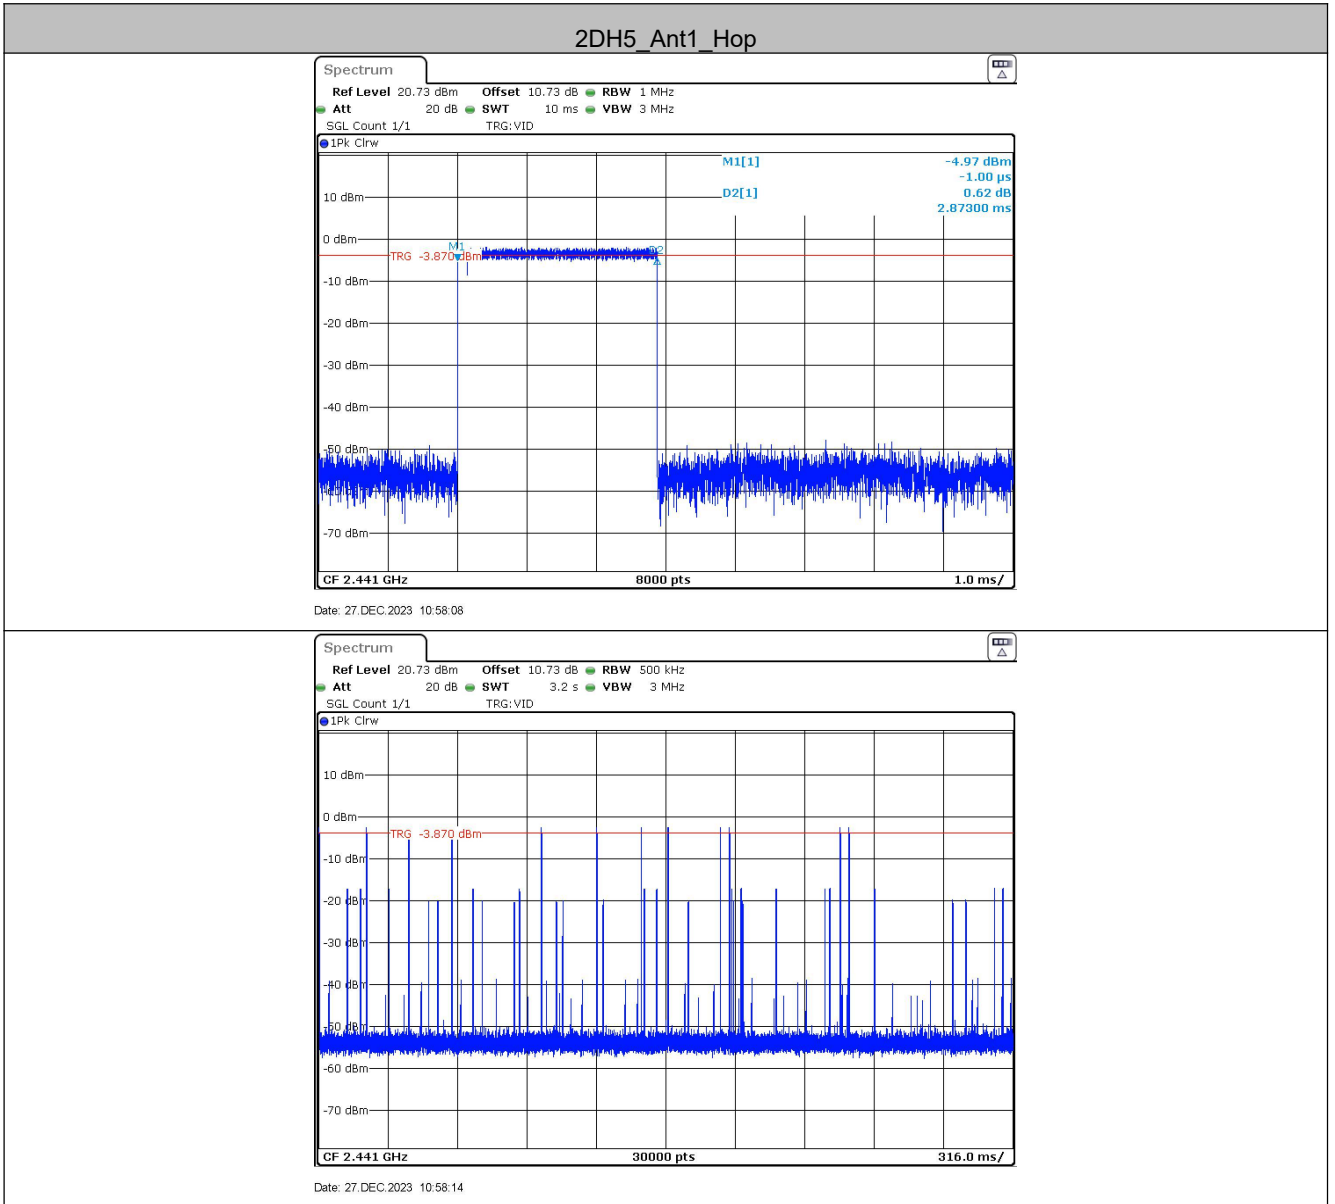 2DH5_Ant1_Hop
Spectrum
Ref Level 20.73 dBm Offset 10.73 dB RBW 1 MHz
Att 20 dB SWT 10 ms VBW 3 MHz
SGL Count 1/1 TRG:VID
1Pk Clrw
M1[1] -4.97 dBm
-1.00 µs
D2[1] 0.62 dB
2.87300 ms
10 dBm
0 dBm
M1
D2
TRG -3.870 dBm
-10 dBm
-20 dBm
-30 dBm
-40 dBm
-50 dBm
-70 dBm
CF 2.441 GHz 8000 pts 1.0 ms/
Date: 27.DEC.2023 10:58:08
Spectrum
Ref Level 20.73 dBm Offset 10.73 dB RBW 500 kHz
Att 20 dB SWT 3.2 s VBW 3 MHz
SGL Count 1/1 TRG:VID
1Pk Clrw
10 dBm
0 dBm
TRG -3.870 dBm
-10 dBm
-20 dBm
-30 dBm
-40 dBm
-50 dBm
-60 dBm
-70 dBm
CF 2.441 GHz 30000 pts 316.0 ms/
Date: 27.DEC.2023 10:58:14